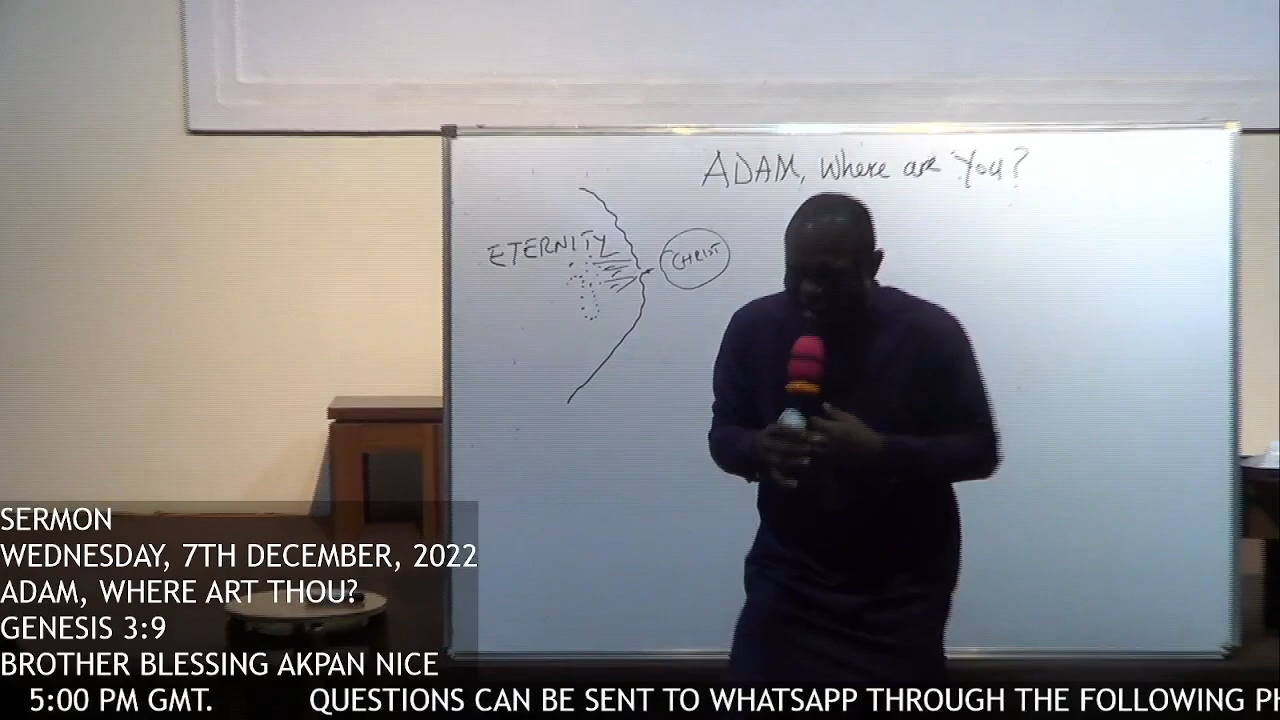 ADAM, Where are You?
ETERNITY
CHRIST
SERMON
WEDNESDAY, 7TH DECEMBER, 2022
ADAM, WHERE ART THOU?
GENESIS 3:9
BROTHER BLESSING AKPAN NICE
5:00 PM GMT. QUESTIONS CAN BE SENT TO WHATSAPP THROUGH THE FOLLOWING